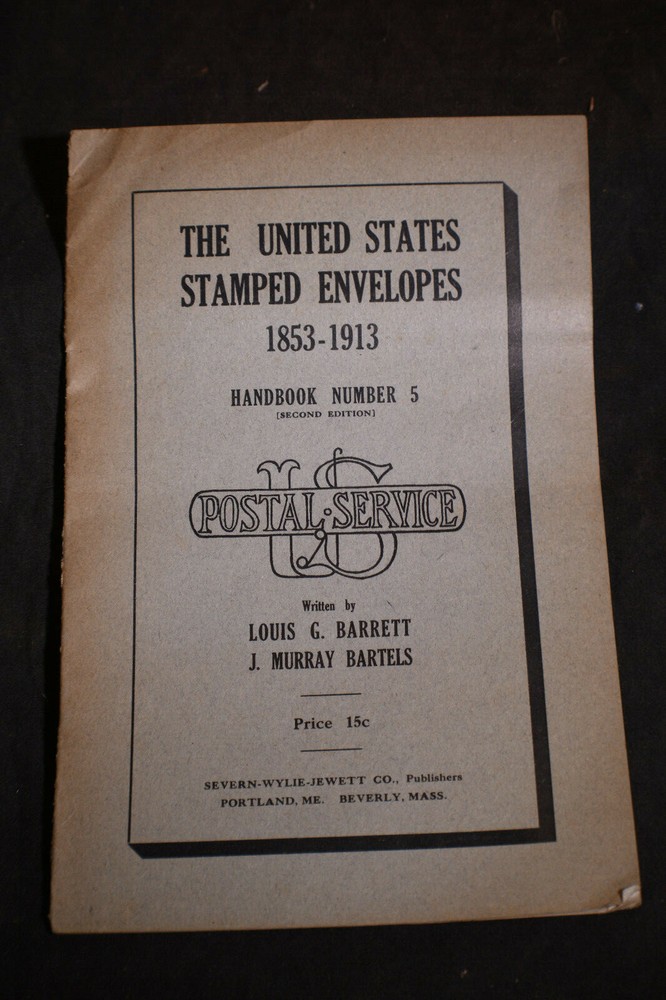 THE UNITED STATES
STAMPED ENVELOPES
1853-1913
HANDBOOK NUMBER 5
[SECOND EDITION]
US
POSTAL·SERVICE
Written by
LOUIS G. BARRETT
J. MURRAY BARTELS
Price 15c
SEVERN-WYLIE-JEWETT CO., Publishers
PORTLAND, ME. BEVERLY, MASS.